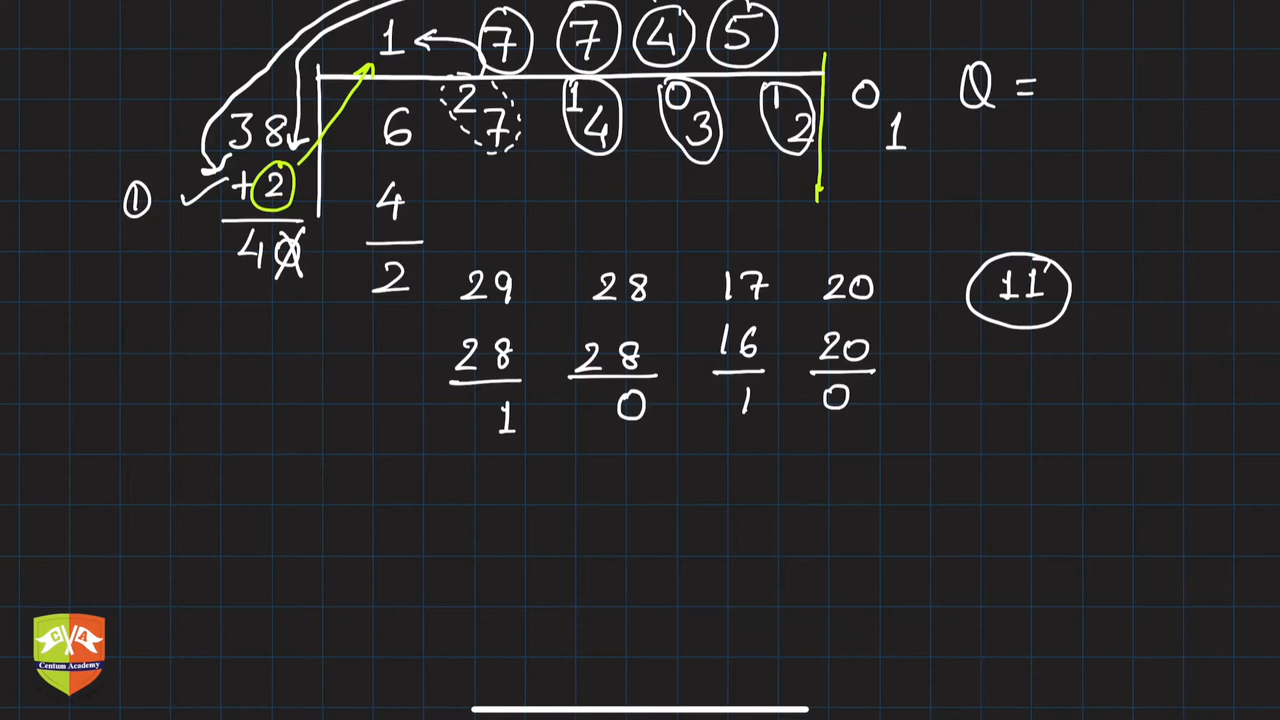 1 7 7 4 5
38 6 2 7 1 4 0 3 1 2 0 1 Q =
① +2 4
40 2 29 28 17 20 11
28 28 16 20
1 0 1 0
C A
Centum Academy